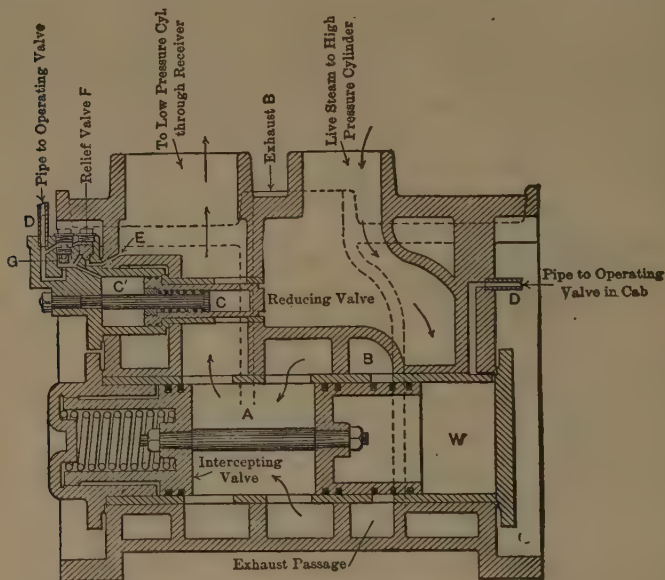 Pipe to Operating Valve
Relief Valve F
To Low Pressure Cyl.
through Receiver
Exhaust B
Live Steam to High
Pressure Cylinder
D
G
E
C'
C
Reducing Valve
Pipe to Operating
Valve in Cab
D
B
A
W
Intercepting
Valve
Exhaust Passage